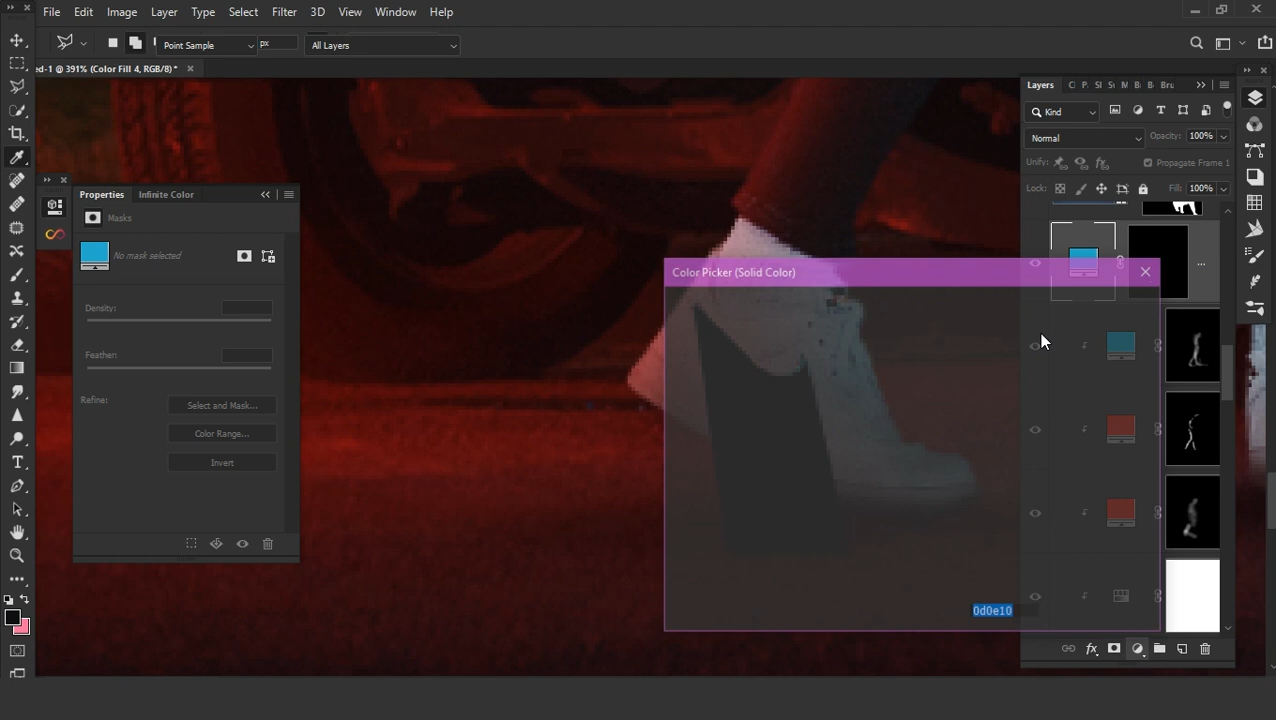 File Edit Image Layer Type Select Filter 3D View Window Help
Point Sample px All Layers
ed-1 @ 391% (Color Fill 4, RGB/8) *
Layers Bru
Properties Infinite Color
Kind
Normal Opacity: 100%
Unify: Propagate Frame 1
Lock: Fill: 100%
Masks
No mask selected
Color Picker (Solid Color)
Density:
Feather:
Refine: Select and Mask...
Color Range...
Invert
0d0e10